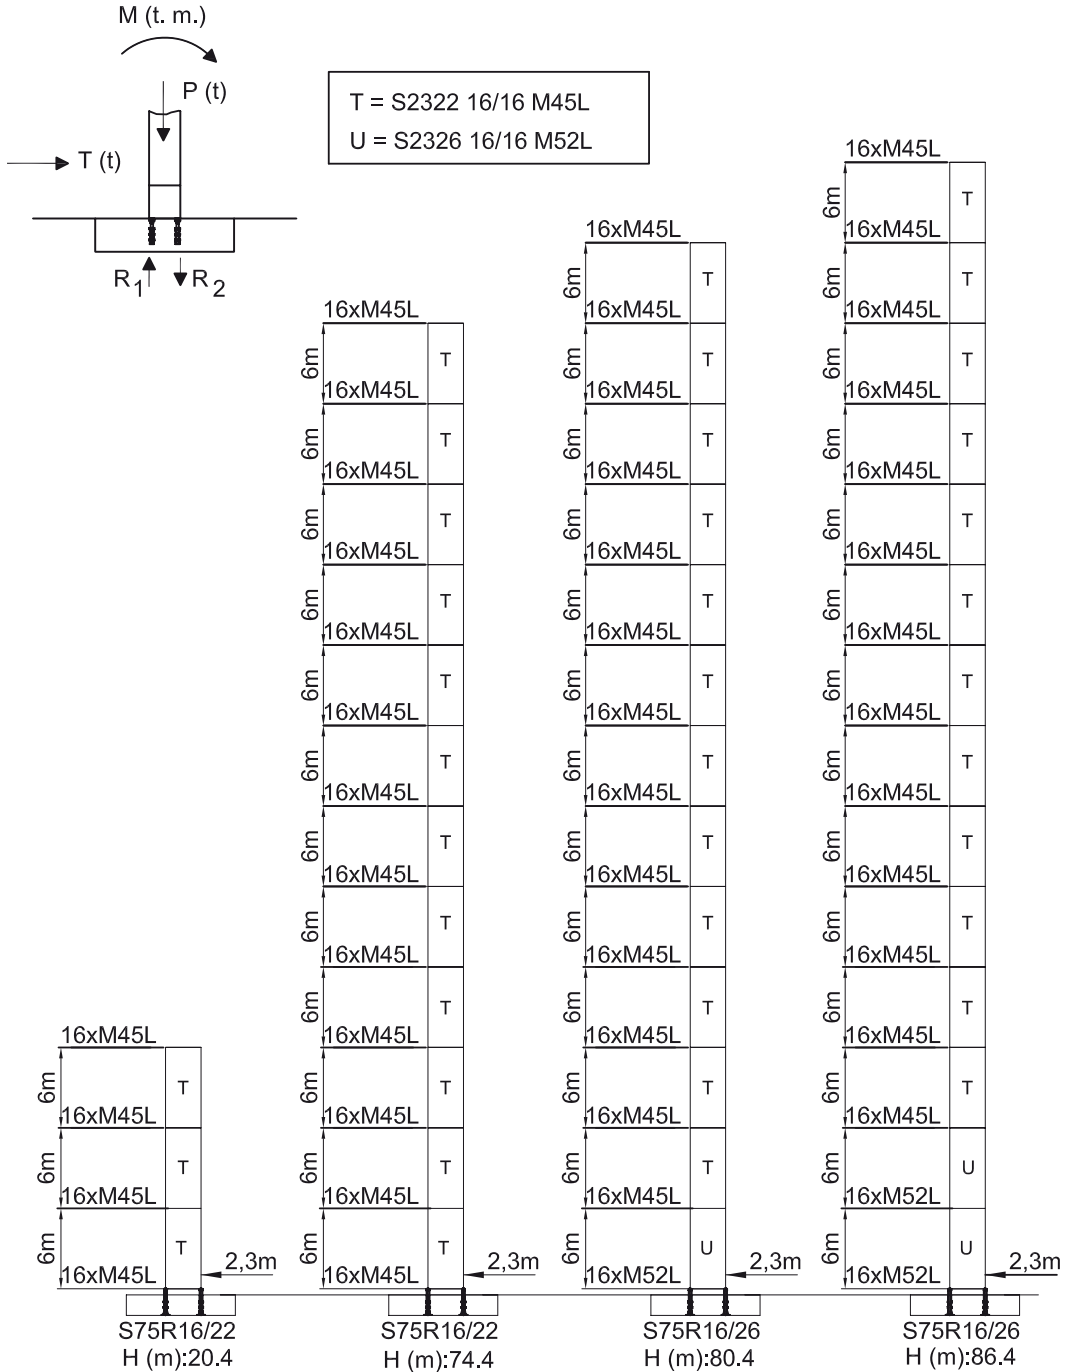 M (t. m.)
P (t)
T (t)
R1
R2
T = S2322 16/16 M45L
U = S2326 16/16 M52L
16xM45L
6m
T
16xM45L
6m
T
16xM45L
6m
T
16xM45L
2,3m
S75R16/22
H (m):20.4
16xM45L
6m
T
16xM45L
6m
T
16xM45L
6m
T
16xM45L
6m
T
16xM45L
6m
T
16xM45L
6m
T
16xM45L
6m
T
16xM45L
6m
T
16xM45L
6m
T
16xM45L
6m
T
16xM45L
6m
T
16xM45L
6m
T
16xM45L
2,3m
S75R16/22
H (m):74.4
16xM45L
6m
T
16xM45L
6m
T
16xM45L
6m
T
16xM45L
6m
T
16xM45L
6m
T
16xM45L
6m
T
16xM45L
6m
T
16xM45L
6m
T
16xM45L
6m
T
16xM45L
6m
T
16xM45L
6m
T
16xM45L
6m
T
16xM45L
6m
U
16xM52L
2,3m
S75R16/26
H (m):80.4
16xM45L
6m
T
16xM45L
6m
T
16xM45L
6m
T
16xM45L
6m
T
16xM45L
6m
T
16xM45L
6m
T
16xM45L
6m
T
16xM45L
6m
T
16xM45L
6m
T
16xM45L
6m
T
16xM45L
6m
T
16xM45L
6m
T
16xM45L
6m
U
16xM52L
6m
U
16xM52L
2,3m
S75R16/26
H (m):86.4